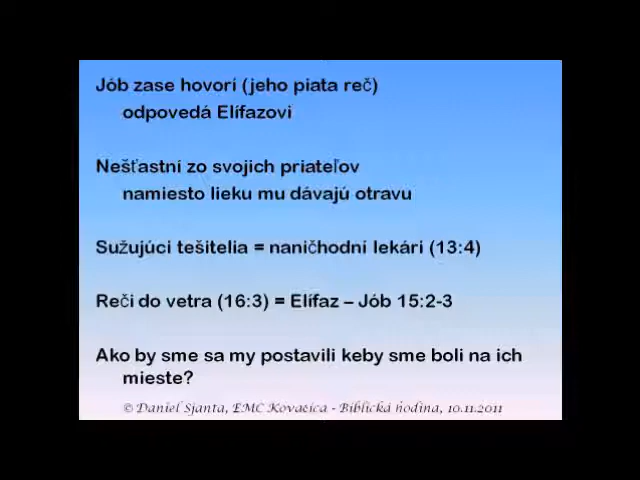 Jób zase hovorí (jeho piata reč)
odpovedá Elífazovi
Nešťastní zo svojich priateľov
namiesto lieku mu dávajú otravu
Sužujúci tešitelia = naničhodní lekári (13:4)
Reči do vetra (16:3) = Elífaz – Jób 15:2-3
Ako by sme sa my postavili keby sme boli na ich
mieste?
© Daniel Sjanta, EMC Kovačica - Biblická hodina, 10.11.2011